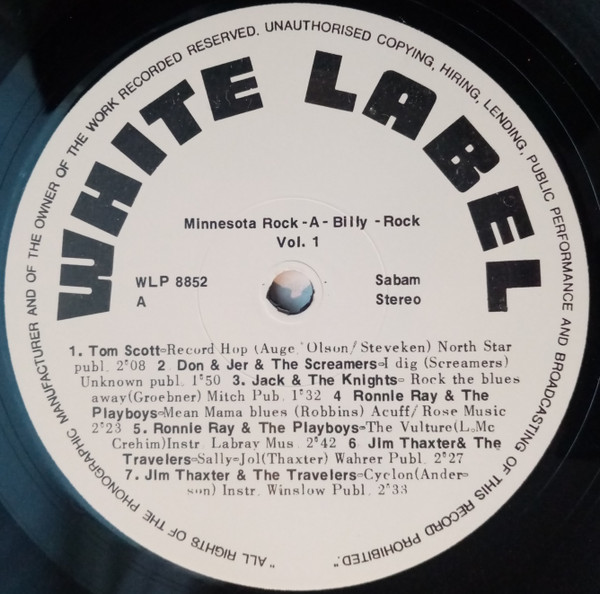 "ALL RIGHTS OF THE PHONOGRAPHIC MANUFACTURER AND OF THE OWNER OF THE WORK RECORDED RESERVED. UNAUTHORISED COPYING, HIRING, LENDING, PUBLIC PERFORMANCE AND BROADCASTING OF THIS RECORD PROHIBITED."
WHITE LABEL
Minnesota Rock-A-Billy-Rock
Vol. 1
WLP 8852 Sabam
A Stereo
1. Tom Scott=Record Hop (Auge, Olson/Steveken) North Star
publ. 2"08 2. Don & Jer & The Screamers=I dig (Screamers)
Unknown publ. 1"50 3. Jack & The Knights= Rock the blues
away(Groebner) Mitch Pub. 1"32 4 Ronnie Ray & The
Playboys=Mean Mama blues (Robbins) Acuff/Rose Music
2"23 5. Ronnie Ray & The Playboys=The Vulture(L.Mc
Crehim)Instr. Labray Mus. 2"42 6 JIm Thaxter& The
Travelers=Sally=Jol(Thaxter) Wahrer Publ. 2"27
7. JIm Thaxter & The Travelers=Cyclon(Ander=
son) Instr. Winslow Publ. 2"33